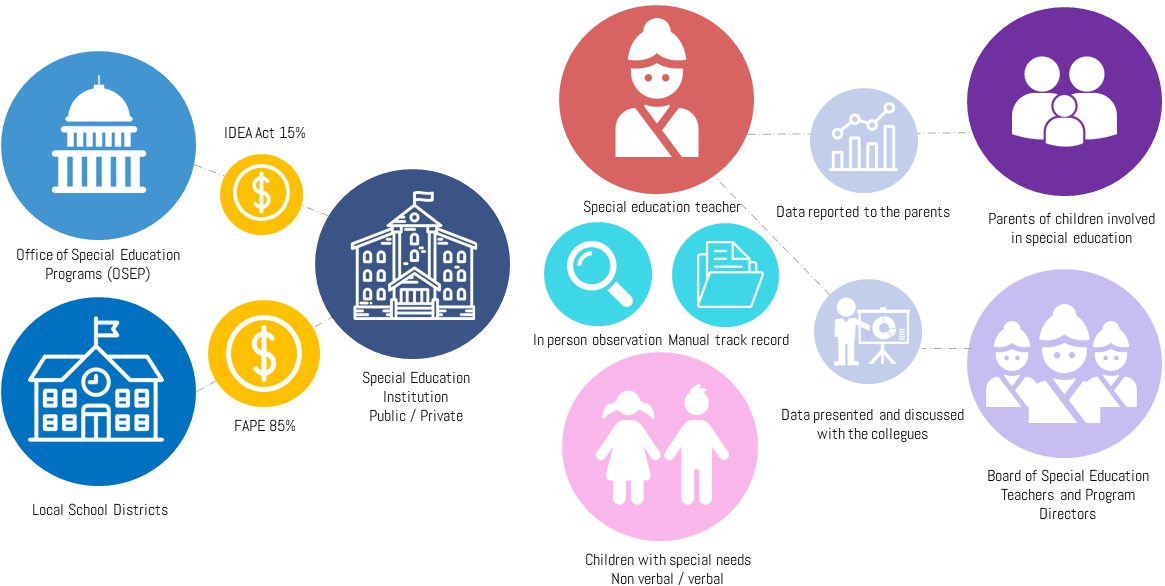 IDEA Act 15%
Office of Special Education
Programs (OSEP)
FAPE 85%
Local School Districts
Special Education
Institution
Public / Private
Special education teacher
In person observation
Manual track record
Children with special needs
Non verbal / verbal
Data reported to the parents
Parents of children involved
in special education
Data presented and discussed
with the collegues
Board of Special Education
Teachers and Program
Directors